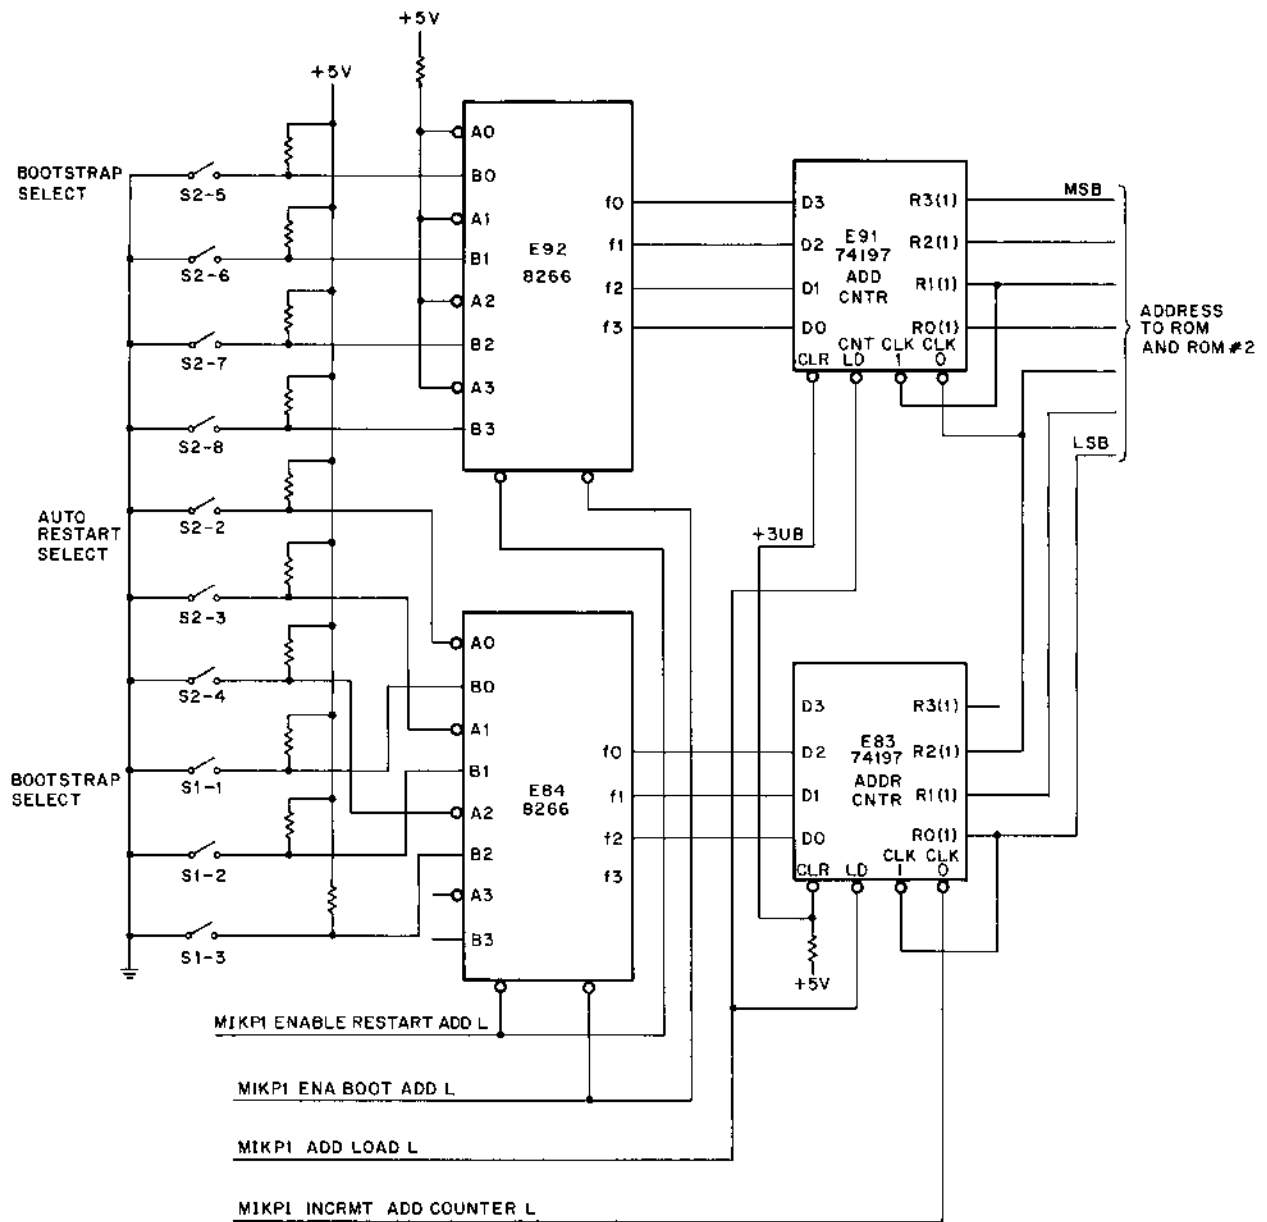 +5V
+5V
BOOTSTRAP
SELECT
S2-5
S2-6
S2-7
S2-8
AUTO
RESTART
SELECT
S2-2
S2-3
S2-4
BOOTSTRAP
SELECT
S1-1
S1-2
S1-3
A0
B0
A1
B1
A2
B2
A3
B3
E92
8266
f0
f1
f2
f3
D3
D2
D1
D0
E91
74197
ADD
CNTR
R3(1)
R2(1)
R1(1)
R0(1)
CNT CLK CLK
CLR LD 1 0
MSB
LSB
ADDRESS
TO ROM
AND ROM #2
+3UB
A0
B0
A1
B1
A2
B2
A3
B3
E84
8266
f0
f1
f2
f3
D3
D2
D1
D0
E83
74197
ADDR
CNTR
R3(1)
R2(1)
R1(1)
R0(1)
CLK CLK
CLR LD 1 0
+5V
MIKP1 ENABLE RESTART ADD L
MIKP1 ENA BOOT ADD L
MIKP1 ADD LOAD L
MIKP1 INCRMT ADD COUNTER L